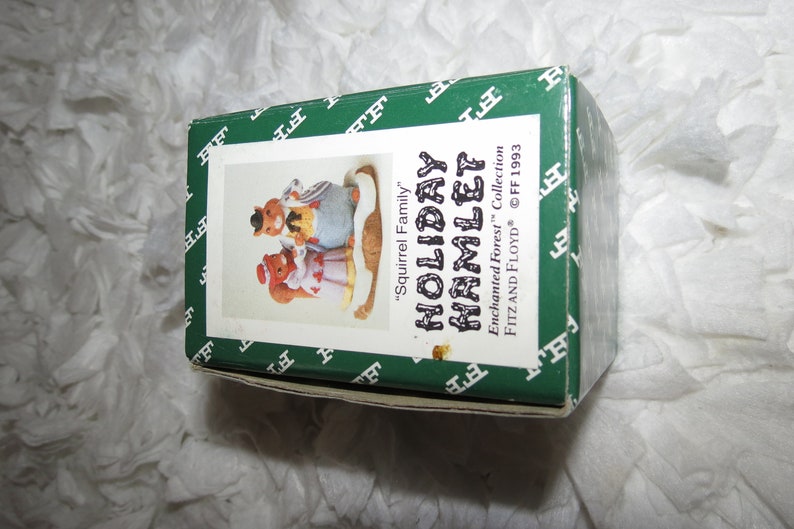 "Squirrel Family"
HOLIDAY
HAMLET
Enchanted Forest™ Collection
FITZ AND FLOYD® © FF 1993